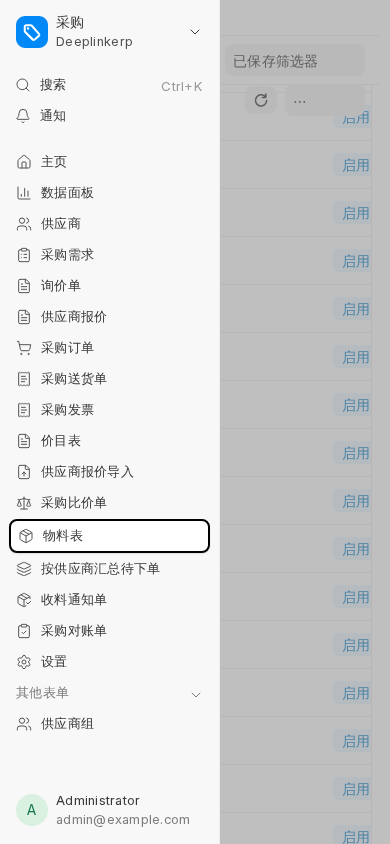 采购
Deeplinkerp
已保存筛选器
搜索 Ctrl+K
...
通知
启用
主页
启用
数据面板
供应商
启用
采购需求
启用
询价单
启用
供应商报价
采购订单
启用
采购送货单
采购发票
启用
价目表
启用
供应商报价导入
采购比价单
启用
物料表
启用
按供应商汇总待下单
收料通知单
启用
采购对账单
启用
设置
其他表单
启用
供应商组
启用
启用
Administrator
A
admin@example.com
启用